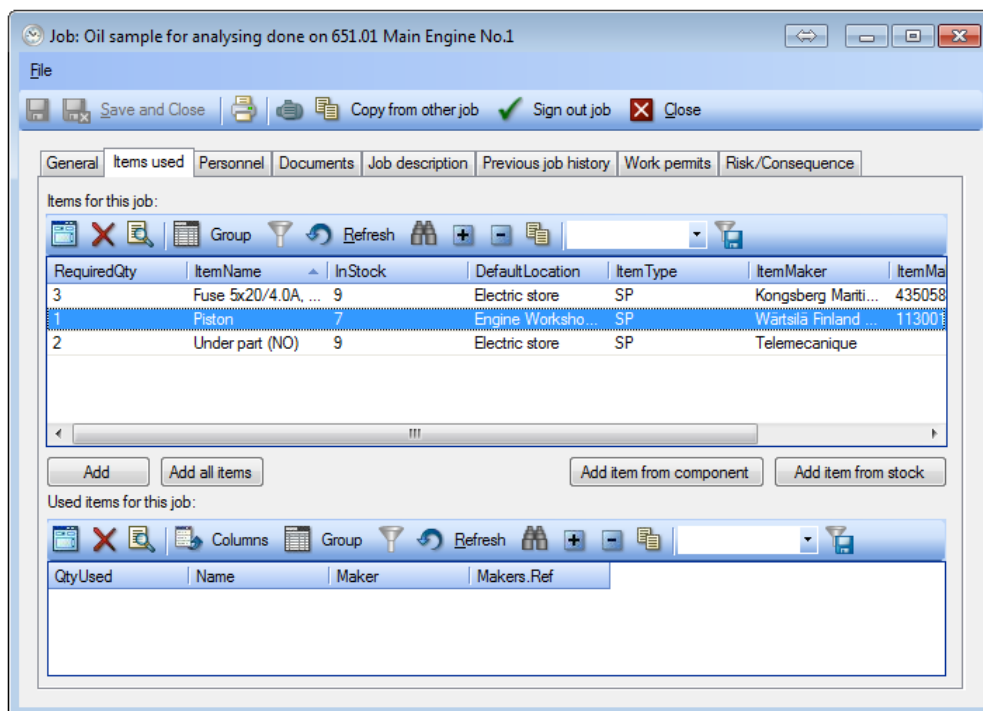 Job: Oil sample for analysing done on 651.01 Main Engine No.1
File
Save and Close Copy from other job Sign out job Close
General Items used Personnel Documents Job description Previous job history Work permits Risk/Consequence
Items for this job:
Group Refresh
RequiredQty ItemName InStock DefaultLocation ItemType ItemMaker ItemMa
3 Fuse 5x20/4.0A, ... 9 Electric store SP Kongsberg Mariti... 435058
1 Piston 7 Engine Worksho... SP Wärtsilä Finland ... 113001
2 Under part (NO) 9 Electric store SP Telemecanique
Add Add all items Add item from component Add item from stock
Used items for this job:
Columns Group Refresh
QtyUsed Name Maker Makers.Ref